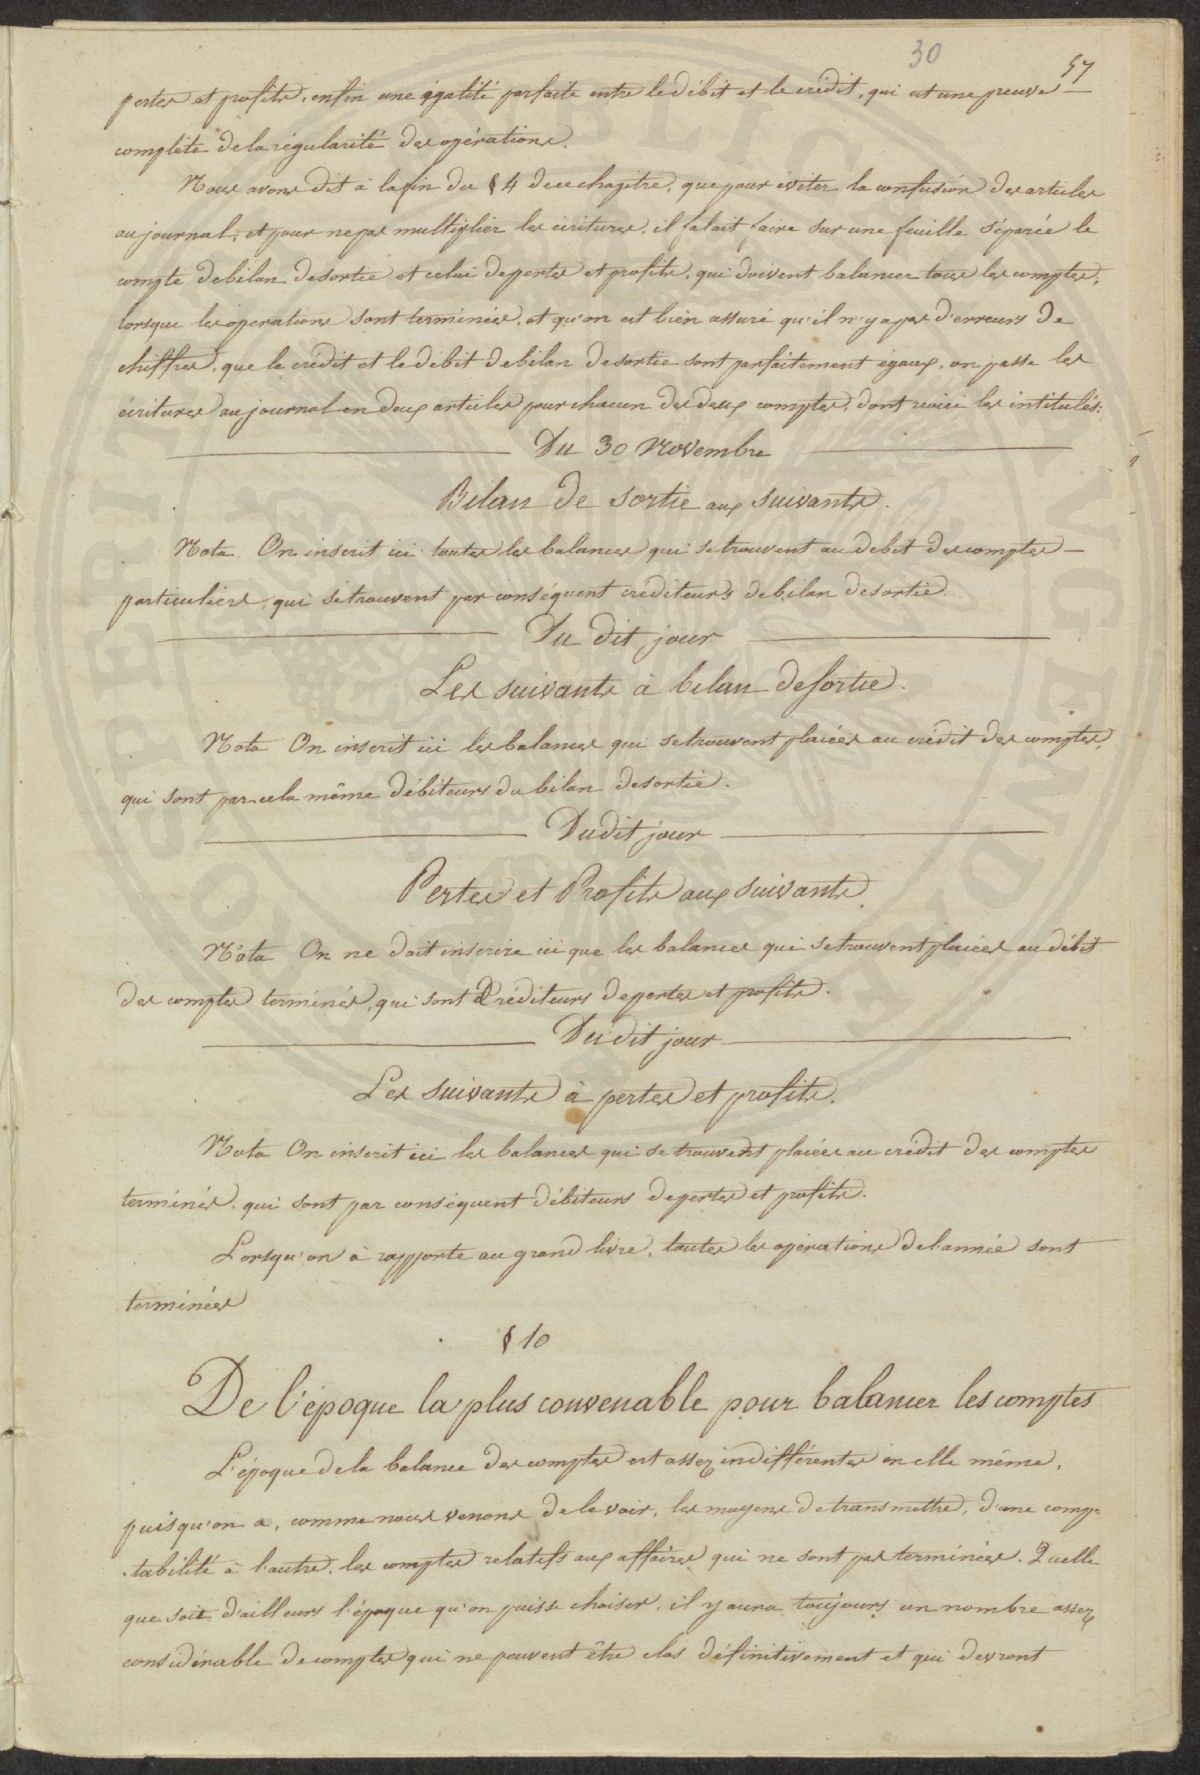 30
57
pertes et profits, enfin une égalité parfaite entre le débit et le crédit, qui est une preuve
complète de la régularité des opérations.
Nous avons dit à la fin du § 4 de ce chapitre, que pour éviter la confusion des articles
au journal, et pour ne pas multiplier les écritures, il falait faire sur une feuille séparée le
compte de bilan de sortie et celui de pertes et profits, qui doivent balancer tous les comptes,
lorsque les operations sont terminées, et qu'on est bien assuré qu'il n'y a pas d'erreurs de
chiffres, que le crédit et le débit de bilan de sortie sont parfaitement égaux, on passe les
écritures au journal en deux articles pour chacun des deux comptes, dont voici les intitulés:
Du 30 Novembre
Bilan de sortie aux suivants.
Nota On inscrit ici toutes les balances qui se trouvent au debit des comptes
particuliers, qui se trouvent par conséquent créditeurs de bilan de sortie.
Du dit jour
Les suivants à bilan de sortie.
Nota On inscrit ici les balances qui se trouvent placées au crédit des comptes,
qui sont par cela même débiteurs du bilan de sortie.
Du dit jour
Pertes et Profits aux suivants
Nota On ne doit inscrire ici que les balances qui se trouvent placées au débit
des comptes terminés, qui sont Créditeurs de pertes et profits.
Du dit jour
Les suivants à pertes et profits.
Nota On inscrit ici les balances qui se trouvent placées au crédit des comptes
terminés, qui sont par conséquent débiteurs de pertes et profits.
Lorsqu'on à rapporte au grand livre, toutes les opérations de l'année sont
terminées
§ 10
De l'époque la plus convenable pour balancer les comptes
L'époque de la balance des comptes est assez indifférentes en elle même,
puisqu'on a, comme nous venons de le voir, les moyens de transmettre, d'une comp-
-tabilité à l'autre, les comptes relatifs aux affaires qui ne sont pas terminées. Quelle
que soit d'ailleurs l'époque qu'on puisse choisir, il y aura toujours un nombre assez
considérable de comptes qui ne peuvent être clos définitivement et qui devront